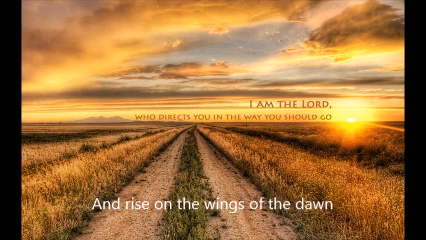 I AM THE LORD,
WHO DIRECTS YOU IN THE WAY YOU SHOULD GO
And rise on the wings of the dawn